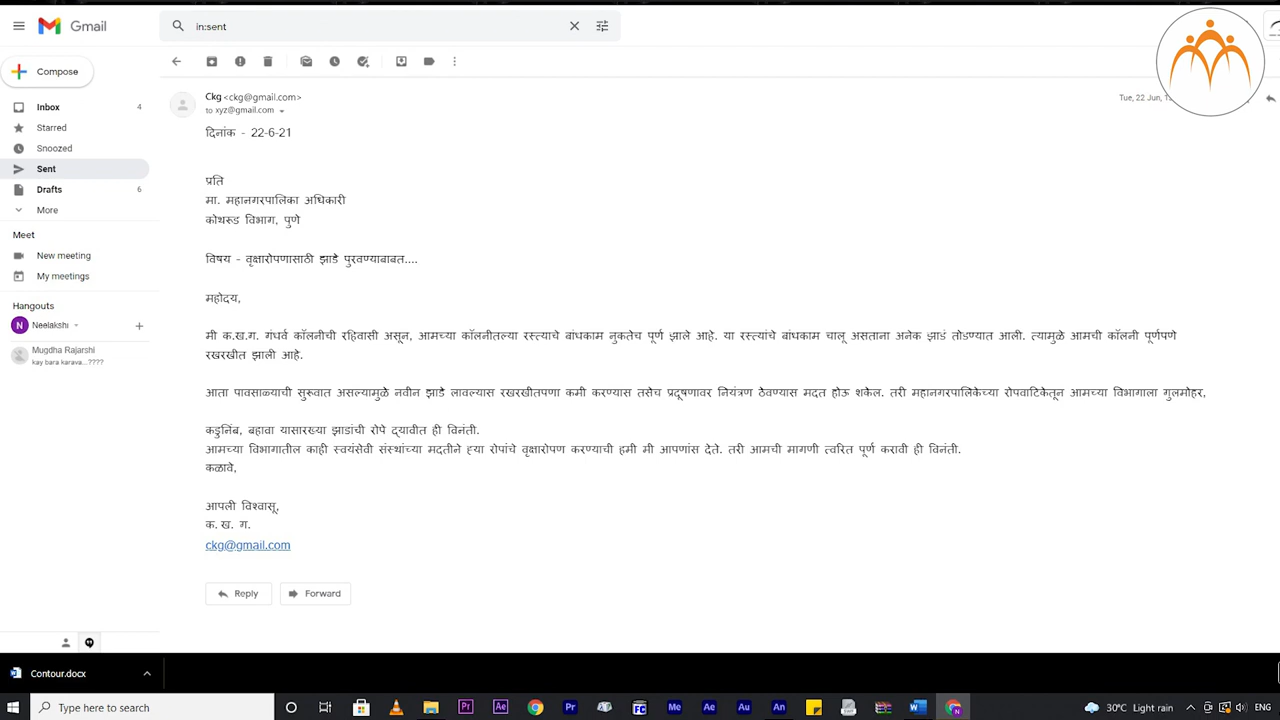 Gmail
in:sent
Compose
Inbox 4
Starred
Snoozed
Sent
Drafts 6
More
Meet
New meeting
My meetings
Hangouts
Neelakshi
Mugdha Rajarshi
kay bara karava...????
Ckg <ckg@gmail.com>
Tue, 22 Jun,
to xyz@gmail.com
दिनांक - 22-6-21
प्रति
मा. महानगरपालिका अधिकारी
कोथरूड विभाग, पुणे
विषय - वृक्षारोपणासाठी झाडे पुरवण्याबाबत....
महोदय,
मी क.ख.ग. गंधर्व कॉलनीची रहिवासी असून, आमच्या कॉलनीतल्या रस्त्याचे बांधकाम नुकतेच पूर्ण झाले आहे. या रस्त्यांचे बांधकाम चालू असताना अनेक झाडं तोडण्यात आली. त्यामुळे आमची कॉलनी पूर्णपणे
रखरखीत झाली आहे.
आता पावसाळ्याची सुरूवात असल्यामुळे नवीन झाडे लावल्यास रखरखीतपणा कमी करण्यास तसेच प्रदूषणावर नियंत्रण ठेवण्यास मदत होऊ शकेल. तरी महानगरपालिकेच्या रोपवाटिकेतून आमच्या विभागाला गुलमोहर,
कडुनिंब, बहावा यासारख्या झाडांची रोपे द्यावीत ही विनंती.
आमच्या विभागातील काही स्वयंसेवी संस्थांच्या मदतीने ह्या रोपांचे वृक्षारोपण करण्याची हमी मी आपणांस देते. तरी आमची मागणी त्वरित पूर्ण करावी ही विनंती.
कळावे,
आपली विश्वासू,
क. ख. ग.
ckg@gmail.com
Reply Forward
Contour.docx
Type here to search
30°C Light rain
ENG